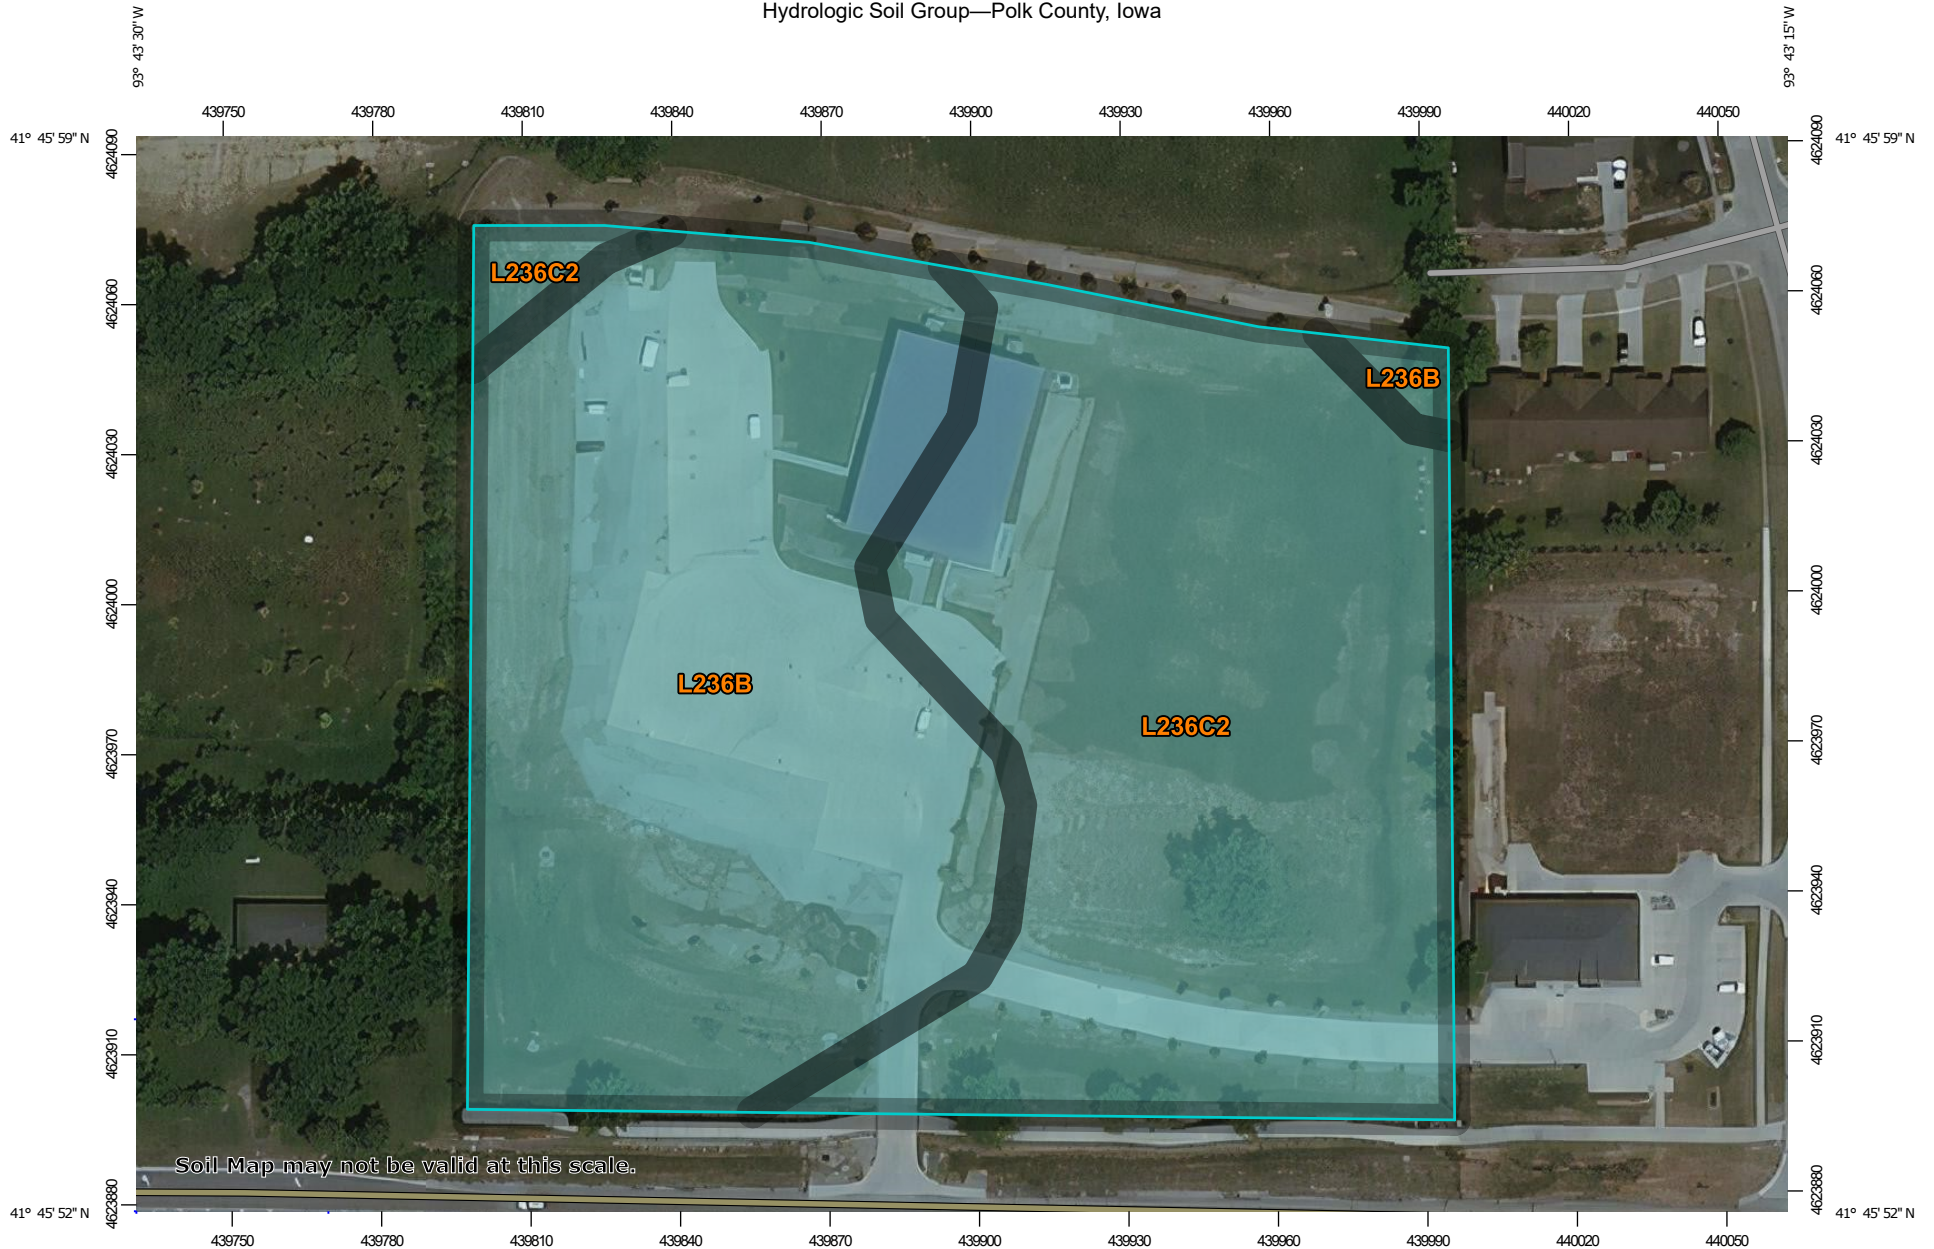 Hydrologic Soil Group—Polk County, Iowa
93° 43' 30'' W
93° 43' 15'' W
439750 439780 439810 439840 439870 439900 439930 439960 439990 440020 440050
41° 45' 59'' N
41° 45' 59'' N
4624090 4624060 4624030 4624000 4623970 4623940 4623910 4623880
4624090 4624060 4624030 4624000 4623970 4623940 4623910 4623880
L236C2
L236B
L236B
L236C2
Soil Map may not be valid at this scale.
41° 45' 52'' N
41° 45' 52'' N
439750 439780 439810 439840 439870 439900 439930 439960 439990 440020 440050